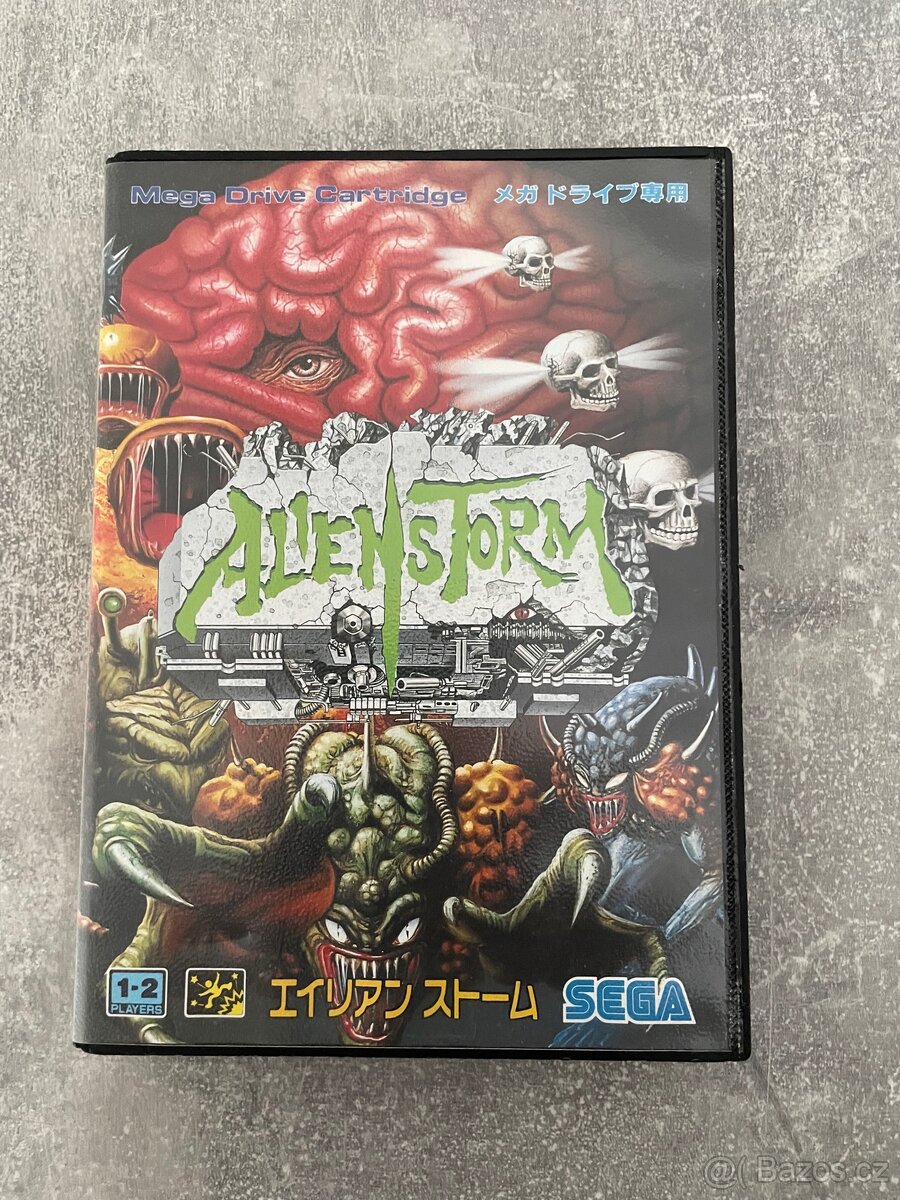 Mega Drive Cartridge メガドライブ専用
ALIEN STORM
1-2
PLAYERS
エイリアン ストーム
SEGA
@( Bazos.cz